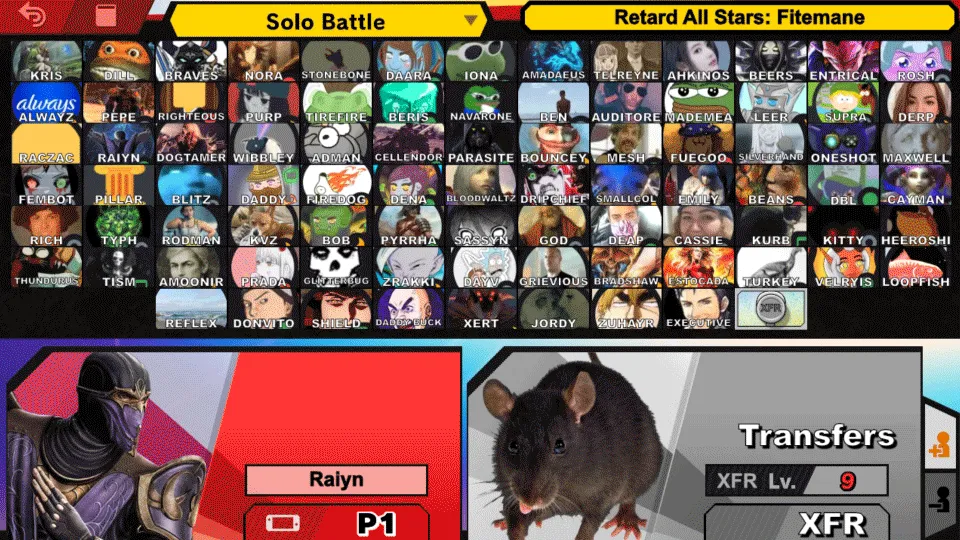 Solo Battle
Retard All Stars: Fitemane
KRIS DILL BRAVES NORA STONEBONE DAARA IONA AMADAEUS TELREYNE AHKINOS BEERS ENTRICAL ROSH
always
ALWAYZ PEPE RIGHTEOUS PURP TIREFIRE BERIS NAVARONE BEN AUDITORE MADEMEA LEER SUPRA DERP
RACZAC RAIYN DOGTAMER WIBBLEY ADMAN CELLENDOR PARASITE BOUNCEY MESH FUEGOO SILVERHAND ONESHOT MAXWELL
FEMBOT PILLAR BLITZ DADDY FIREDOG DENA BLOODWALTZ DRIPCHIEF SMALLCOL EMILY BEANS DBL CAYMAN
RICH TYPH RODMAN KVZ BOB PYRRHA SASSYN GOD DEAP CASSIE KURB KITTY HEEROSHI
THUNDURUS TISM AMOONIR PRADA GLITTERBUG ZRAKKI DAYV GRIEVIOUS BRADSHAW ESTOCADA TURKEY VELRYIS LOOPFISH
REFLEX DONVITO SHIELD DADDY BUCK XERT JORDY ZUHAYR EXECUTIVE XFR
Raiyn
P1
Transfers
XFR Lv. 9
XFR